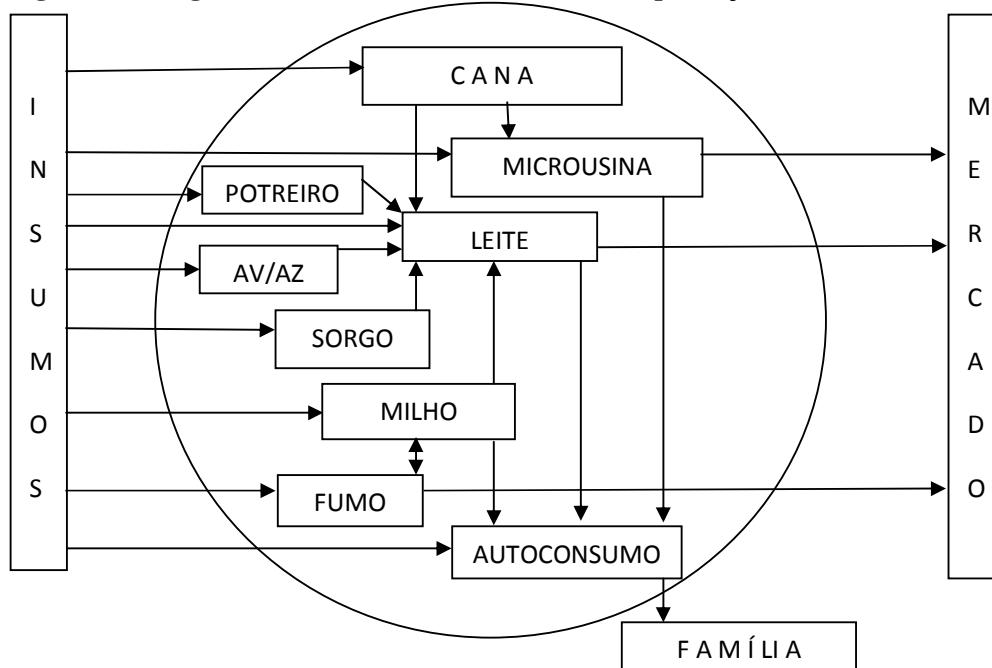 I N S U M O S
C A N A
MICROUSINA
POTREIRO
LEITE
AV/AZ
SORGO
MILHO
FUMO
AUTOCONSUMO
F A M Í LI A
M E R C A D O